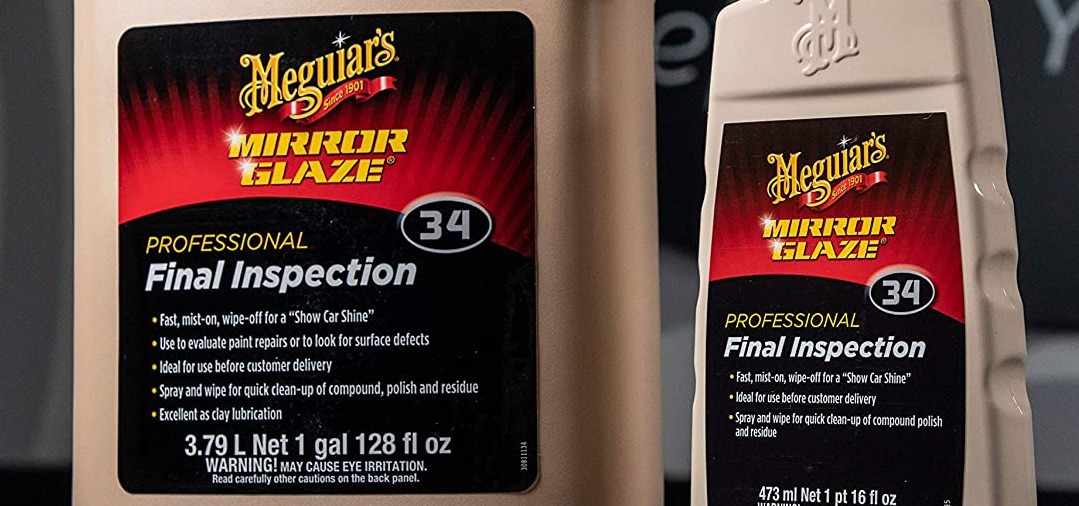 Meguiar's
Since 1901
MIRROR
GLAZE®
34
PROFESSIONAL
Final Inspection
• Fast, mist-on, wipe-off for a "Show Car Shine"
• Use to evaluate paint repairs or to look for surface defects
• Ideal for use before customer delivery
• Spray and wipe for quick clean-up of compound, polish and residue
• Excellent as clay lubrication
3.79 L Net 1 gal 128 fl oz
WARNING! MAY CAUSE EYE IRRITATION.
Read carefully other cautions on the back panel.
M
Meguiar's
Since 1901
MIRROR
GLAZE®
34
PROFESSIONAL
Final Inspection
• Fast, mist-on, wipe-off for a "Show Car Shine"
• Ideal for use before customer delivery
• Spray and wipe for quick clean-up of compound polish
and residue
473 ml Net 1 pt 16 fl oz